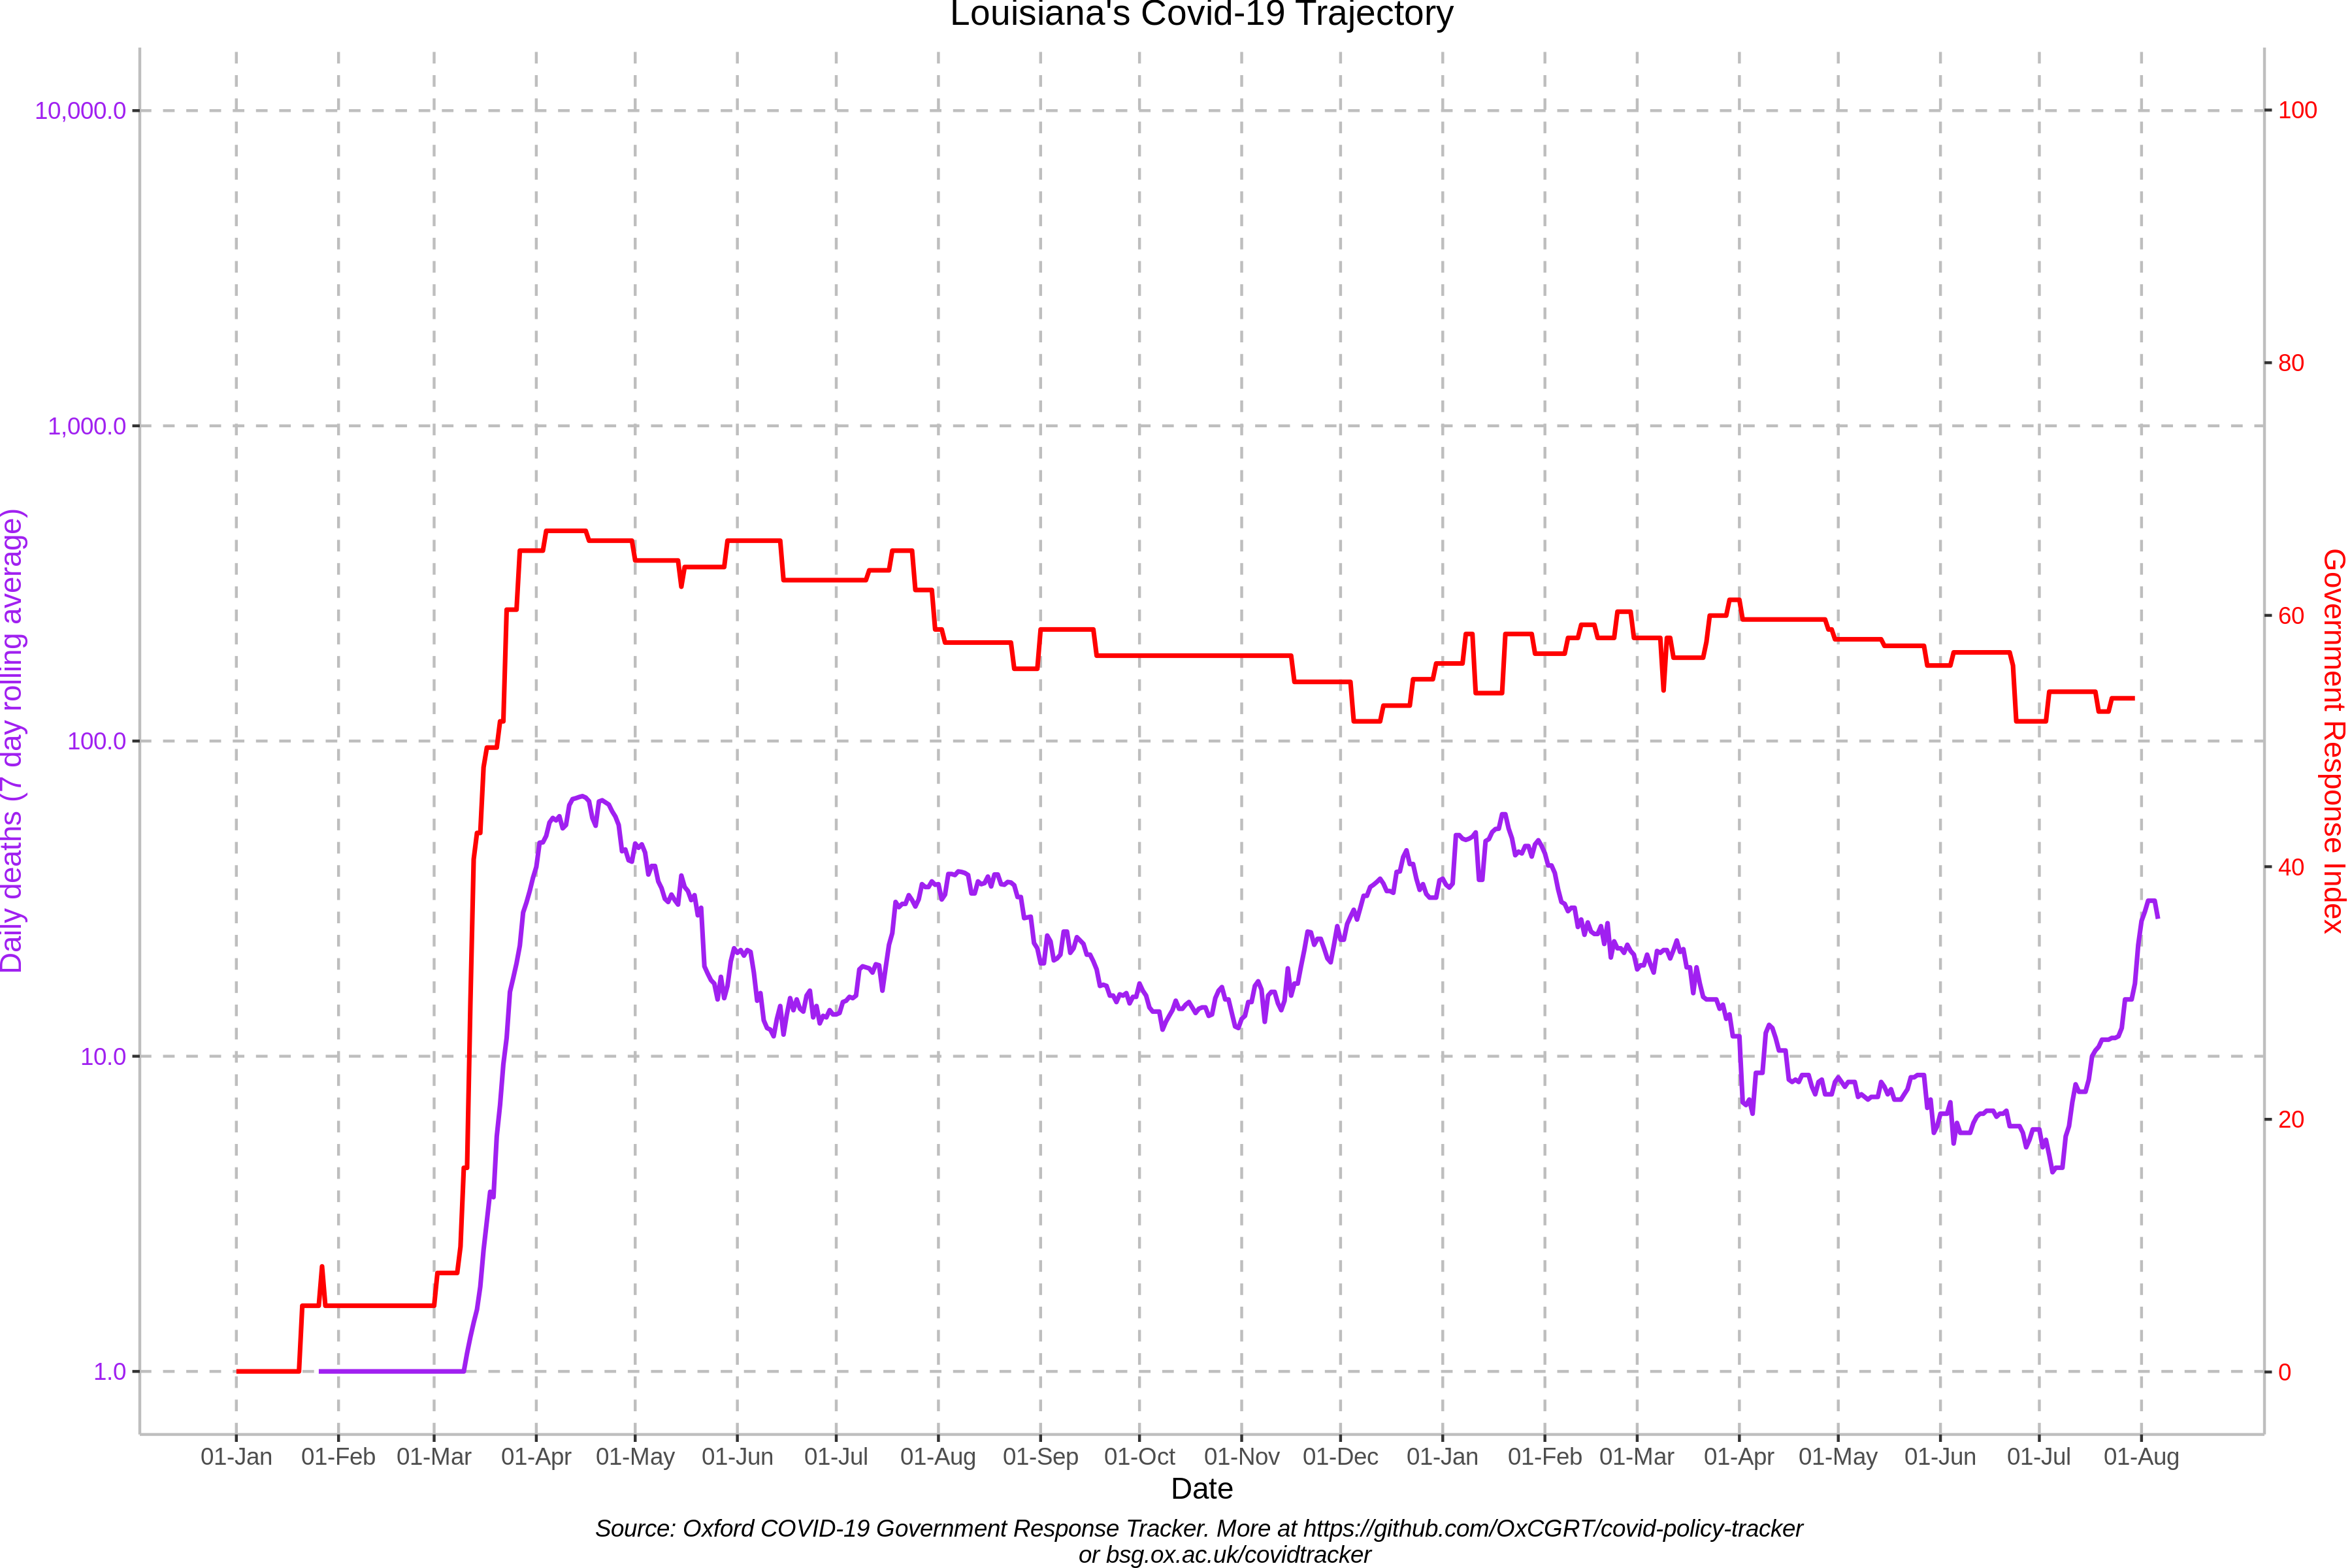 Louisiana's Covid-19 Trajectory
10,000.0
1,000.0
100.0
10.0
1.0
Daily deaths (7 day rolling average)
100
80
60
40
20
0
Government Response Index
01-Jan 01-Feb 01-Mar 01-Apr 01-May 01-Jun 01-Jul 01-Aug 01-Sep 01-Oct 01-Nov 01-Dec 01-Jan 01-Feb 01-Mar 01-Apr 01-May 01-Jun 01-Jul 01-Aug
Date
Source: Oxford COVID-19 Government Response Tracker. More at https://github.com/OxCGRT/covid-policy-tracker
or bsg.ox.ac.uk/covidtracker